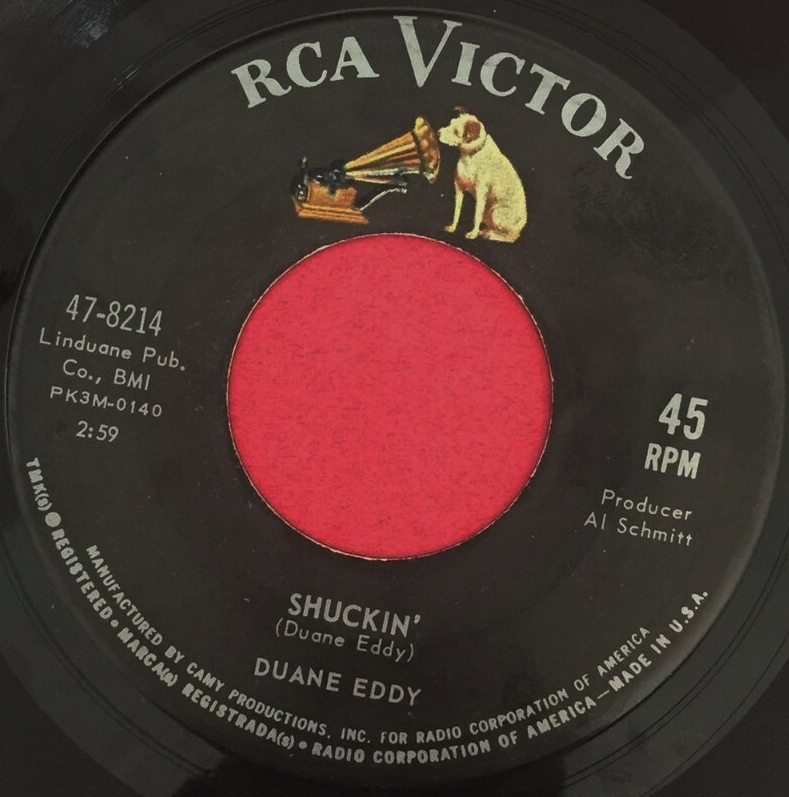 RCA VICTOR
47-8214
Linduane Pub.
Co., BMI
PK3M-0140
2:59
45
RPM
Producer
Al Schmitt
SHUCKIN'
(Duane Eddy)
DUANE EDDY
MANUFACTURED BY CAMY PRODUCTIONS, INC. FOR RADIO CORPORATION OF AMERICA
TMK(s) ® REGISTERED • MARCA(s) REGISTRADA(s) • RADIO CORPORATION OF AMERICA—MADE IN U.S.A.